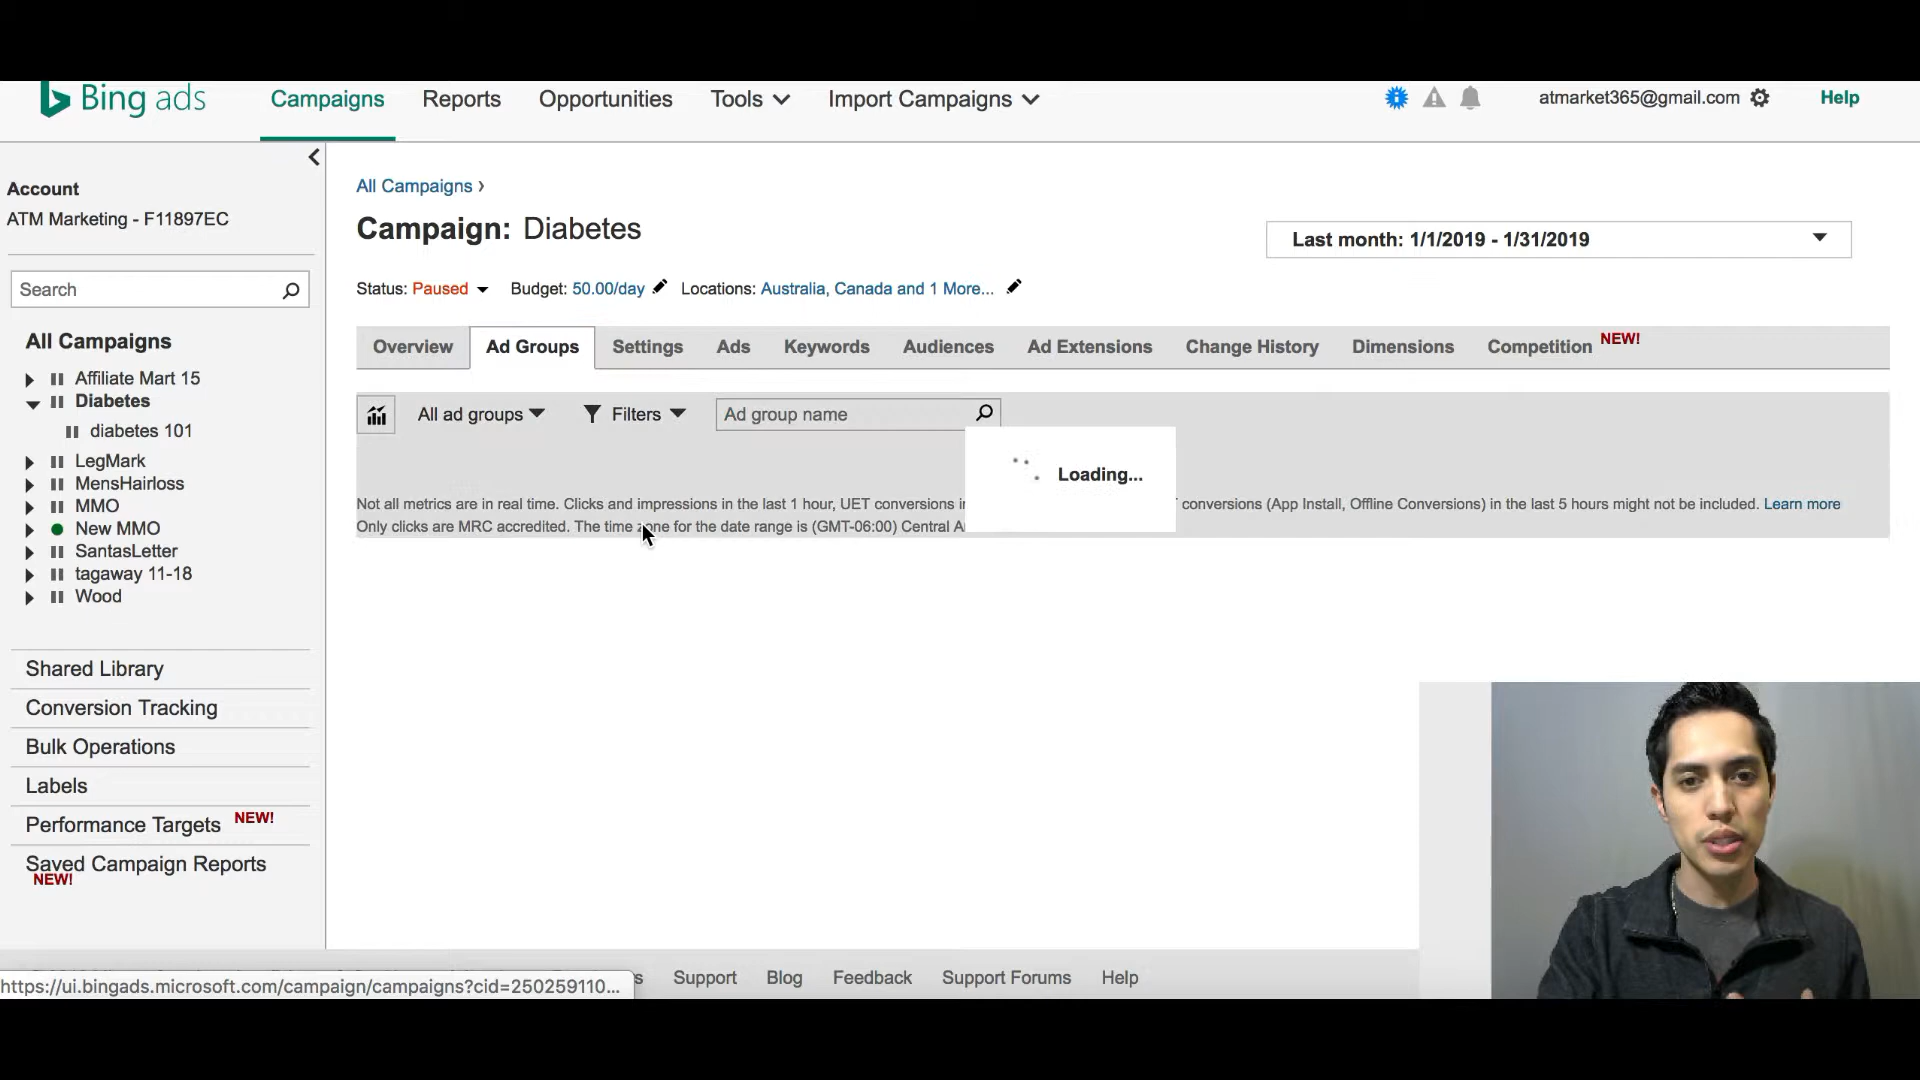 Bing ads
Campaigns
Reports
Opportunities
Tools
Import Campaigns
atmarket365@gmail.com
Help
Account
ATM Marketing - F11897EC
Search
All Campaigns
Affiliate Mart 15
Diabetes
diabetes 101
LegMark
MensHairloss
MMO
New MMO
SantasLetter
tagaway 11-18
Wood
Shared Library
Conversion Tracking
Bulk Operations
Labels
Performance Targets NEW!
Saved Campaign Reports
NEW!
All Campaigns ›
Campaign: Diabetes
Last month: 1/1/2019 - 1/31/2019
Status: Paused Budget: 50.00/day Locations: Australia, Canada and 1 More...
Overview
Ad Groups
Settings
Ads
Keywords
Audiences
Ad Extensions
Change History
Dimensions
Competition NEW!
All ad groups
Filters
Ad group name
Loading...
Not all metrics are in real time. Clicks and impressions in the last 1 hour, UET conversions in conversions (App Install, Offline Conversions) in the last 5 hours might not be included. Learn more
Only clicks are MRC accredited. The time zone for the date range is (GMT-06:00) Central
Support
Blog
Feedback
Support Forums
Help
https://ui.bingads.microsoft.com/campaign/campaigns?cid=250259110...